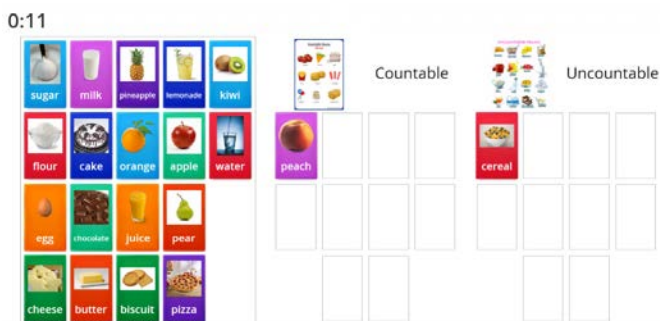 0:11
Countable
Uncountable
sugar milk pineapple lemonade kiwi
flour cake orange apple water
peach
cereal
egg chocolate juice pear
cheese butter biscuit pizza